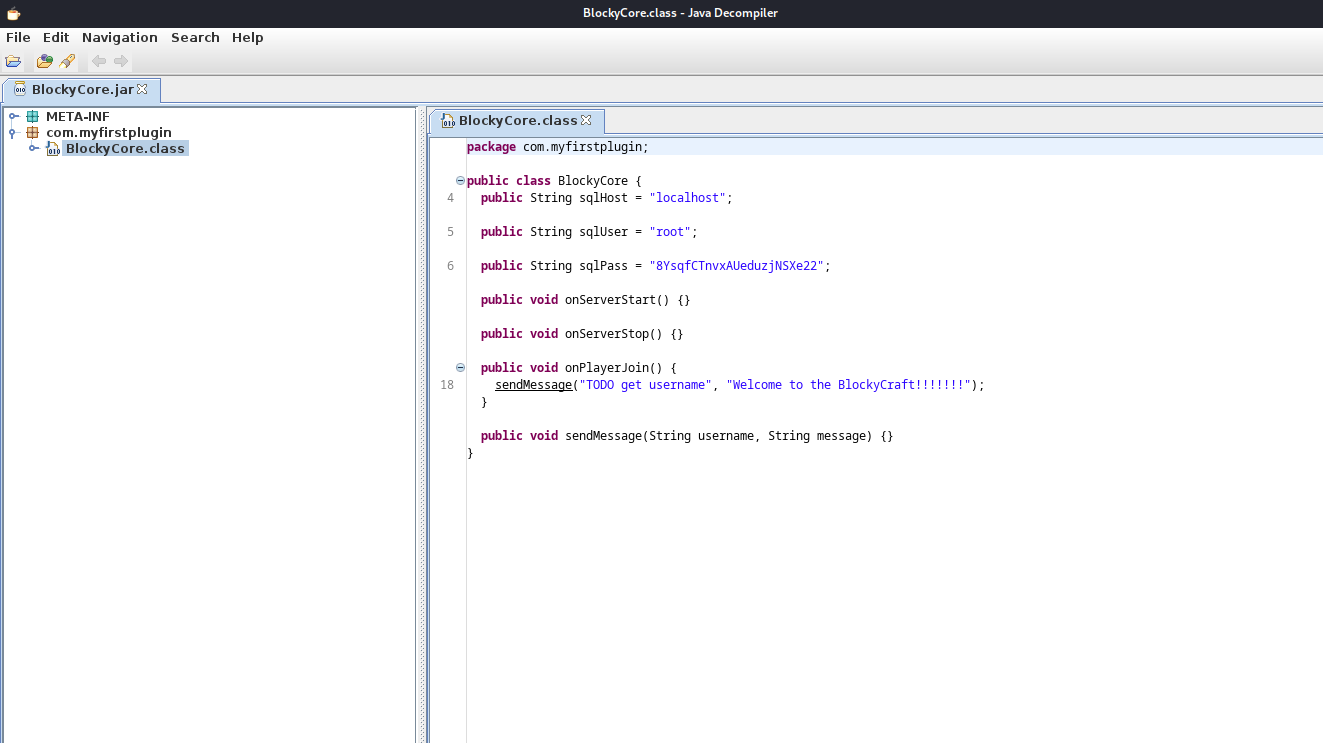 BlockyCore.class - Java Decompiler
File Edit Navigation Search Help
BlockyCore.jar
META-INF
com.myfirstplugin
BlockyCore.class
BlockyCore.class
package com.myfirstplugin;
public class BlockyCore {
4 public String sqlHost = "localhost";
5 public String sqlUser = "root";
6 public String sqlPass = "8YsqfCTnvxAUeduzjNSXe22";
public void onServerStart() {}
public void onServerStop() {}
public void onPlayerJoin() {
18 sendMessage("TODO get username", "Welcome to the BlockyCraft!!!!!!!");
}
public void sendMessage(String username, String message) {}
}